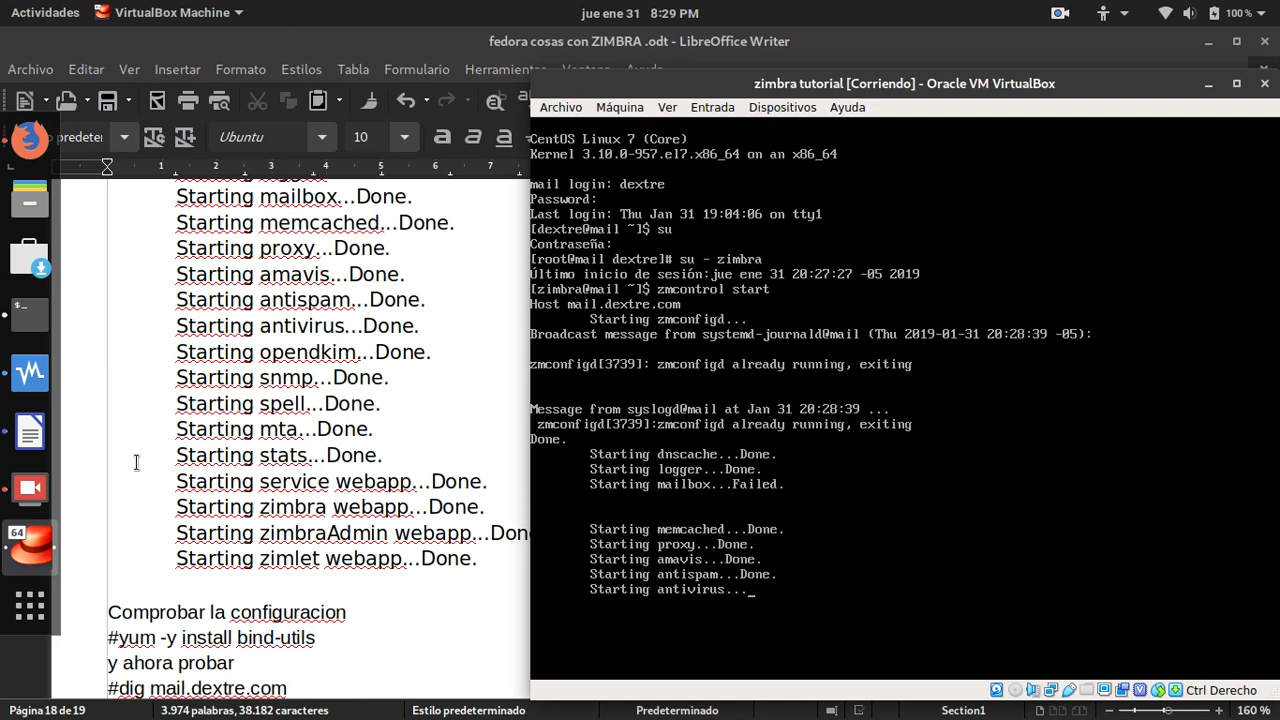 Actividades VirtualBox Machine jue ene 31 8:29 PM 100 %
fedora cosas con ZIMBRA .odt - LibreOffice Writer
Archivo Editar Ver Insertar Formato Estilos Tabla Formulario Herramientas Ventana Ayuda
predeter Ubuntu 10
1 2 3 4 5 6 7
Starting mailbox...Done.
Starting memcached...Done.
Starting proxy...Done.
Starting amavis...Done.
Starting antispam...Done.
Starting antivirus...Done.
Starting opendkim...Done.
Starting snmp...Done.
Starting spell...Done.
Starting mta...Done.
Starting stats...Done.
Starting service webapp...Done.
Starting zimbra webapp...Done.
Starting zimbraAdmin webapp...Don
Starting zimlet webapp...Done.
Comprobar la configuracion
#yum -y install bind-utils
y ahora probar
#dig mail.dextre.com
64
Página 18 de 19 3.974 palabras, 38.182 caracteres Estilo predeterminado Predeterminado Section1 160 %
zimbra tutorial [Corriendo] - Oracle VM VirtualBox
Archivo Máquina Ver Entrada Dispositivos Ayuda
CentOS Linux 7 (Core)
Kernel 3.10.0-957.el7.x86_64 on an x86_64
mail login: dextre
Password:
Last login: Thu Jan 31 19:04:06 on tty1
[dextre@mail ~]$ su
Contraseña:
[root@mail dextre]# su - zimbra
Último inicio de sesión:jue ene 31 20:27:27 -05 2019
[zimbra@mail ~]$ zmcontrol start
Host mail.dextre.com
Starting zmconfigd...
Broadcast message from systemd-journald@mail (Thu 2019-01-31 20:28:39 -05):
zmconfigd[3739]: zmconfigd already running, exiting
Message from syslogd@mail at Jan 31 20:28:39 ...
zmconfigd[3739]:zmconfigd already running, exiting
Done.
Starting dnscache...Done.
Starting logger...Done.
Starting mailbox...Failed.
Starting memcached...Done.
Starting proxy...Done.
Starting amavis...Done.
Starting antispam...Done.
Starting antivirus..._
Ctrl Derecho